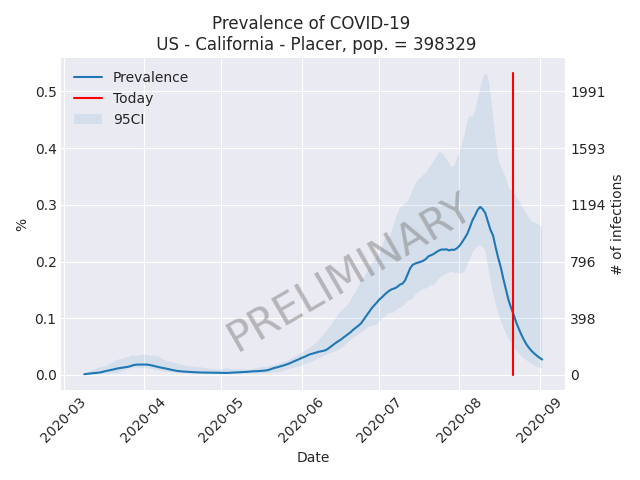 Prevalence of COVID-19
US - California - Placer, pop. = 398329
Prevalence
Today
95CI
PRELIMINARY
%
0.5
0.4
0.3
0.2
0.1
0.0
1991
1593
1194
796
398
0
# of infections
2020-03
2020-04
2020-05
2020-06
2020-07
2020-08
2020-09
Date